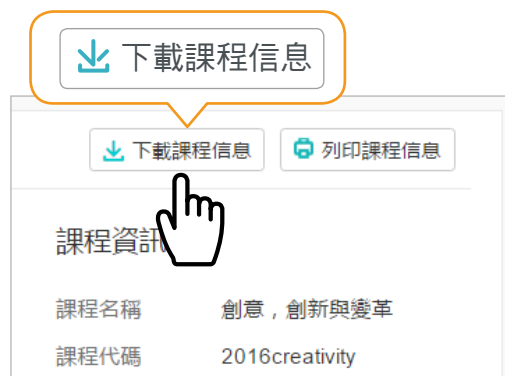 下載課程信息
下載課程信息 列印課程信息
課程資訊
課程名稱 創意，創新與變革
課程代碼 2016creativity